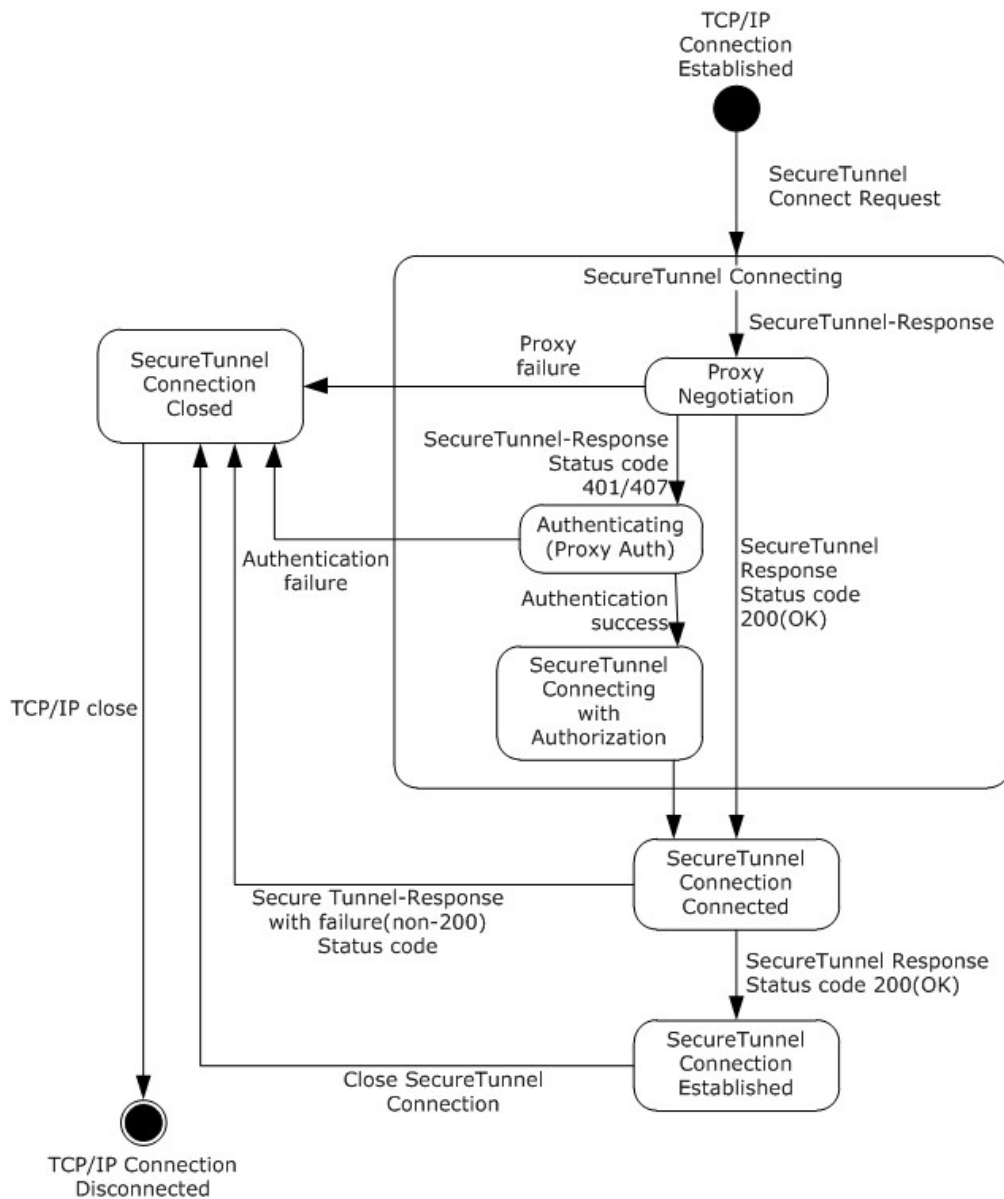 TCP/IP
Connection
Established
SecureTunnel
Connect Request
SecureTunnel Connecting
SecureTunnel-Response
Proxy
failure
SecureTunnel
Connection
Closed
Proxy
Negotiation
SecureTunnel-Response
Status code
401/407
Authenticating
(Proxy Auth)
SecureTunnel
Response
Status code
200(OK)
Authentication
failure
Authentication
success
SecureTunnel
Connecting
with
Authorization
TCP/IP close
SecureTunnel
Connection
Connected
Secure Tunnel-Response
with failure(non-200)
Status code
SecureTunnel Response
Status code 200(OK)
SecureTunnel
Connection
Established
Close SecureTunnel
Connection
TCP/IP Connection
Disconnected